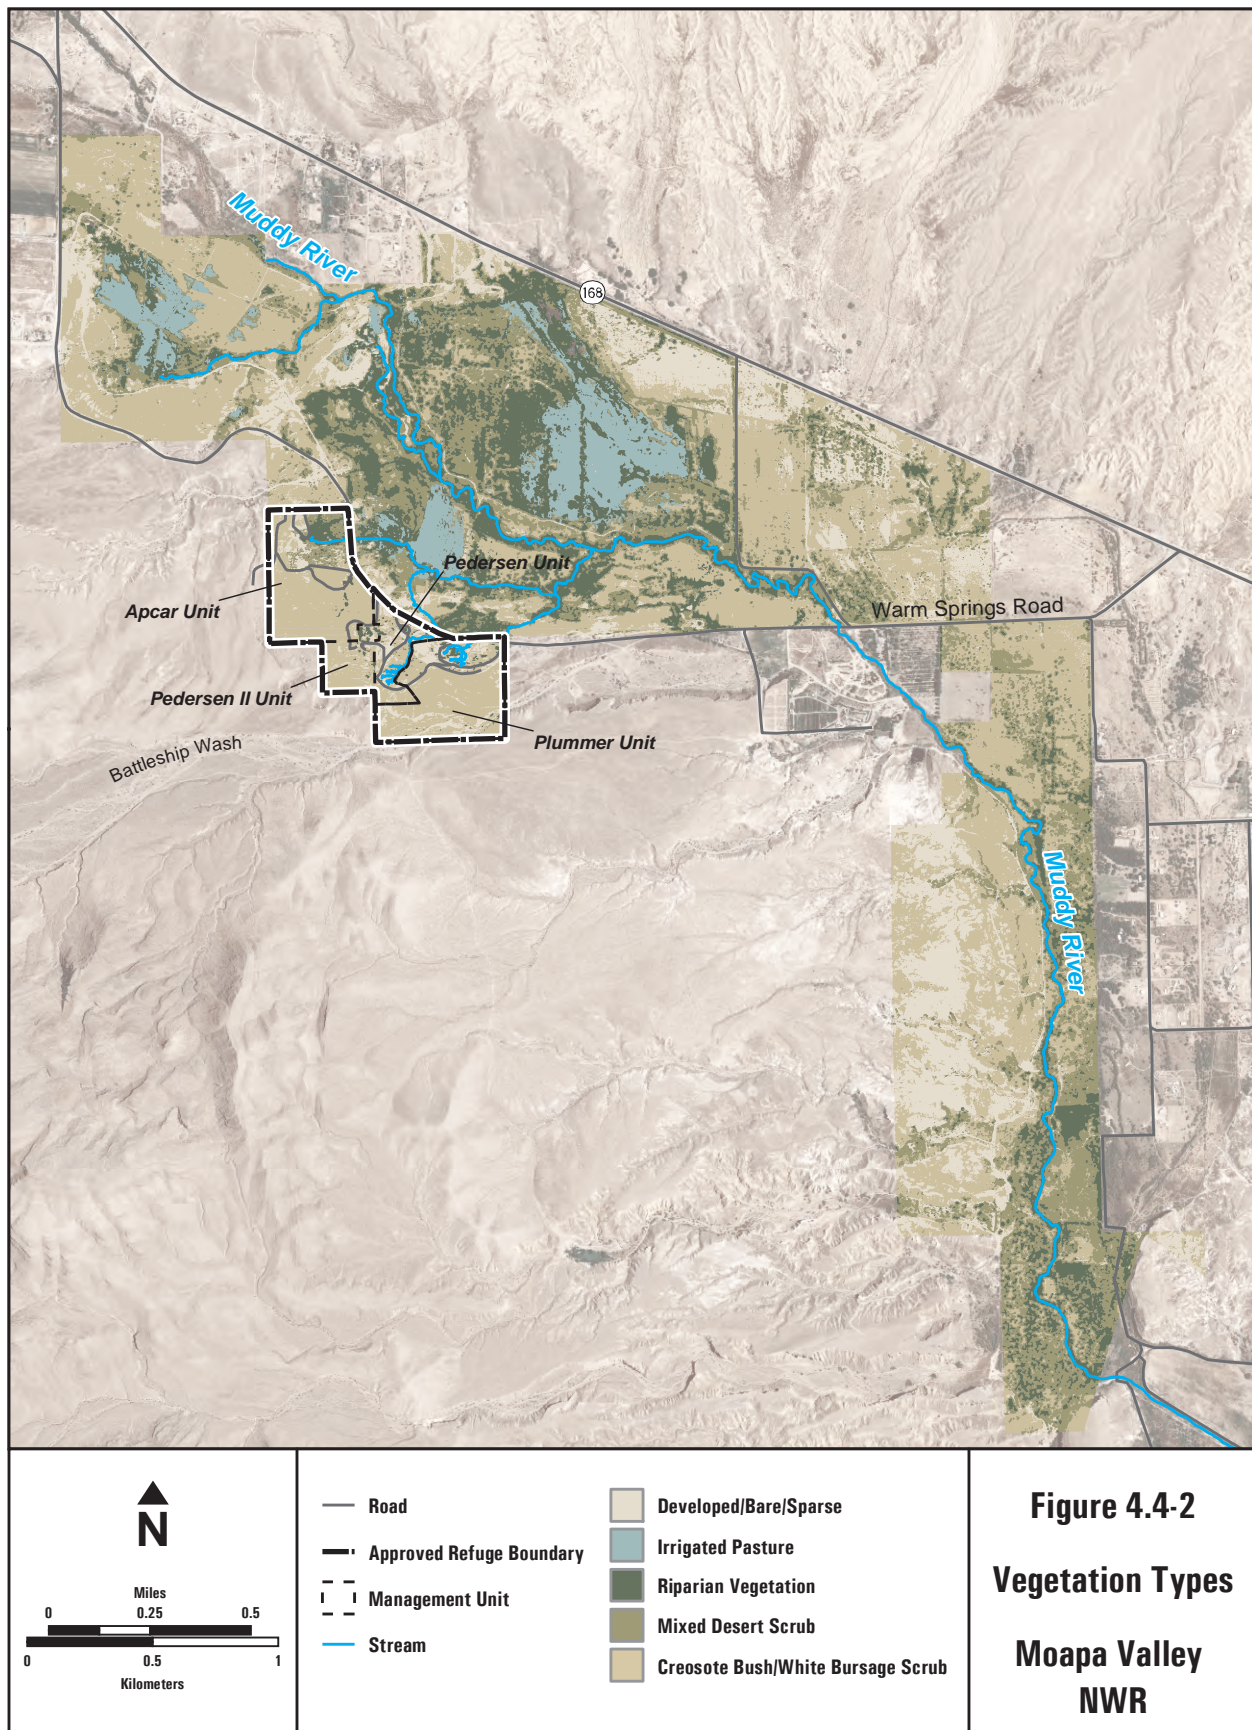 Muddy River
168
Pedersen Unit
Apcar Unit
Warm Springs Road
Pedersen II Unit
Plummer Unit
Battleship Wash
Muddy River
N
Miles
0 0.25 0.5
0 0.5 1
Kilometers
Road
Approved Refuge Boundary
Management Unit
Stream
Developed/Bare/Sparse
Irrigated Pasture
Riparian Vegetation
Mixed Desert Scrub
Creosote Bush/White Bursage Scrub
Figure 4.4-2
Vegetation Types
Moapa Valley
NWR